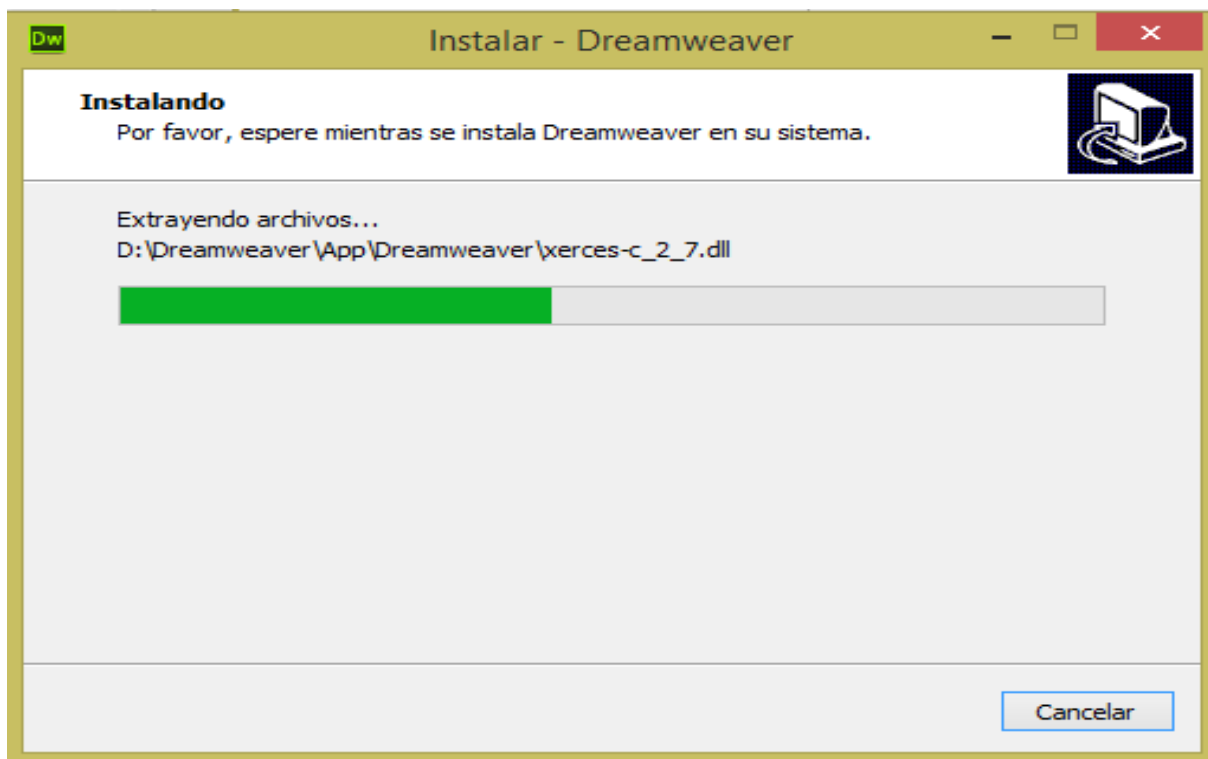 Dw
Instalar - Dreamweaver
Instalando
Por favor, espere mientras se instala Dreamweaver en su sistema.
Extrayendo archivos...
D:\Dreamweaver\App\Dreamweaver\xerces-c_2_7.dll
Cancelar